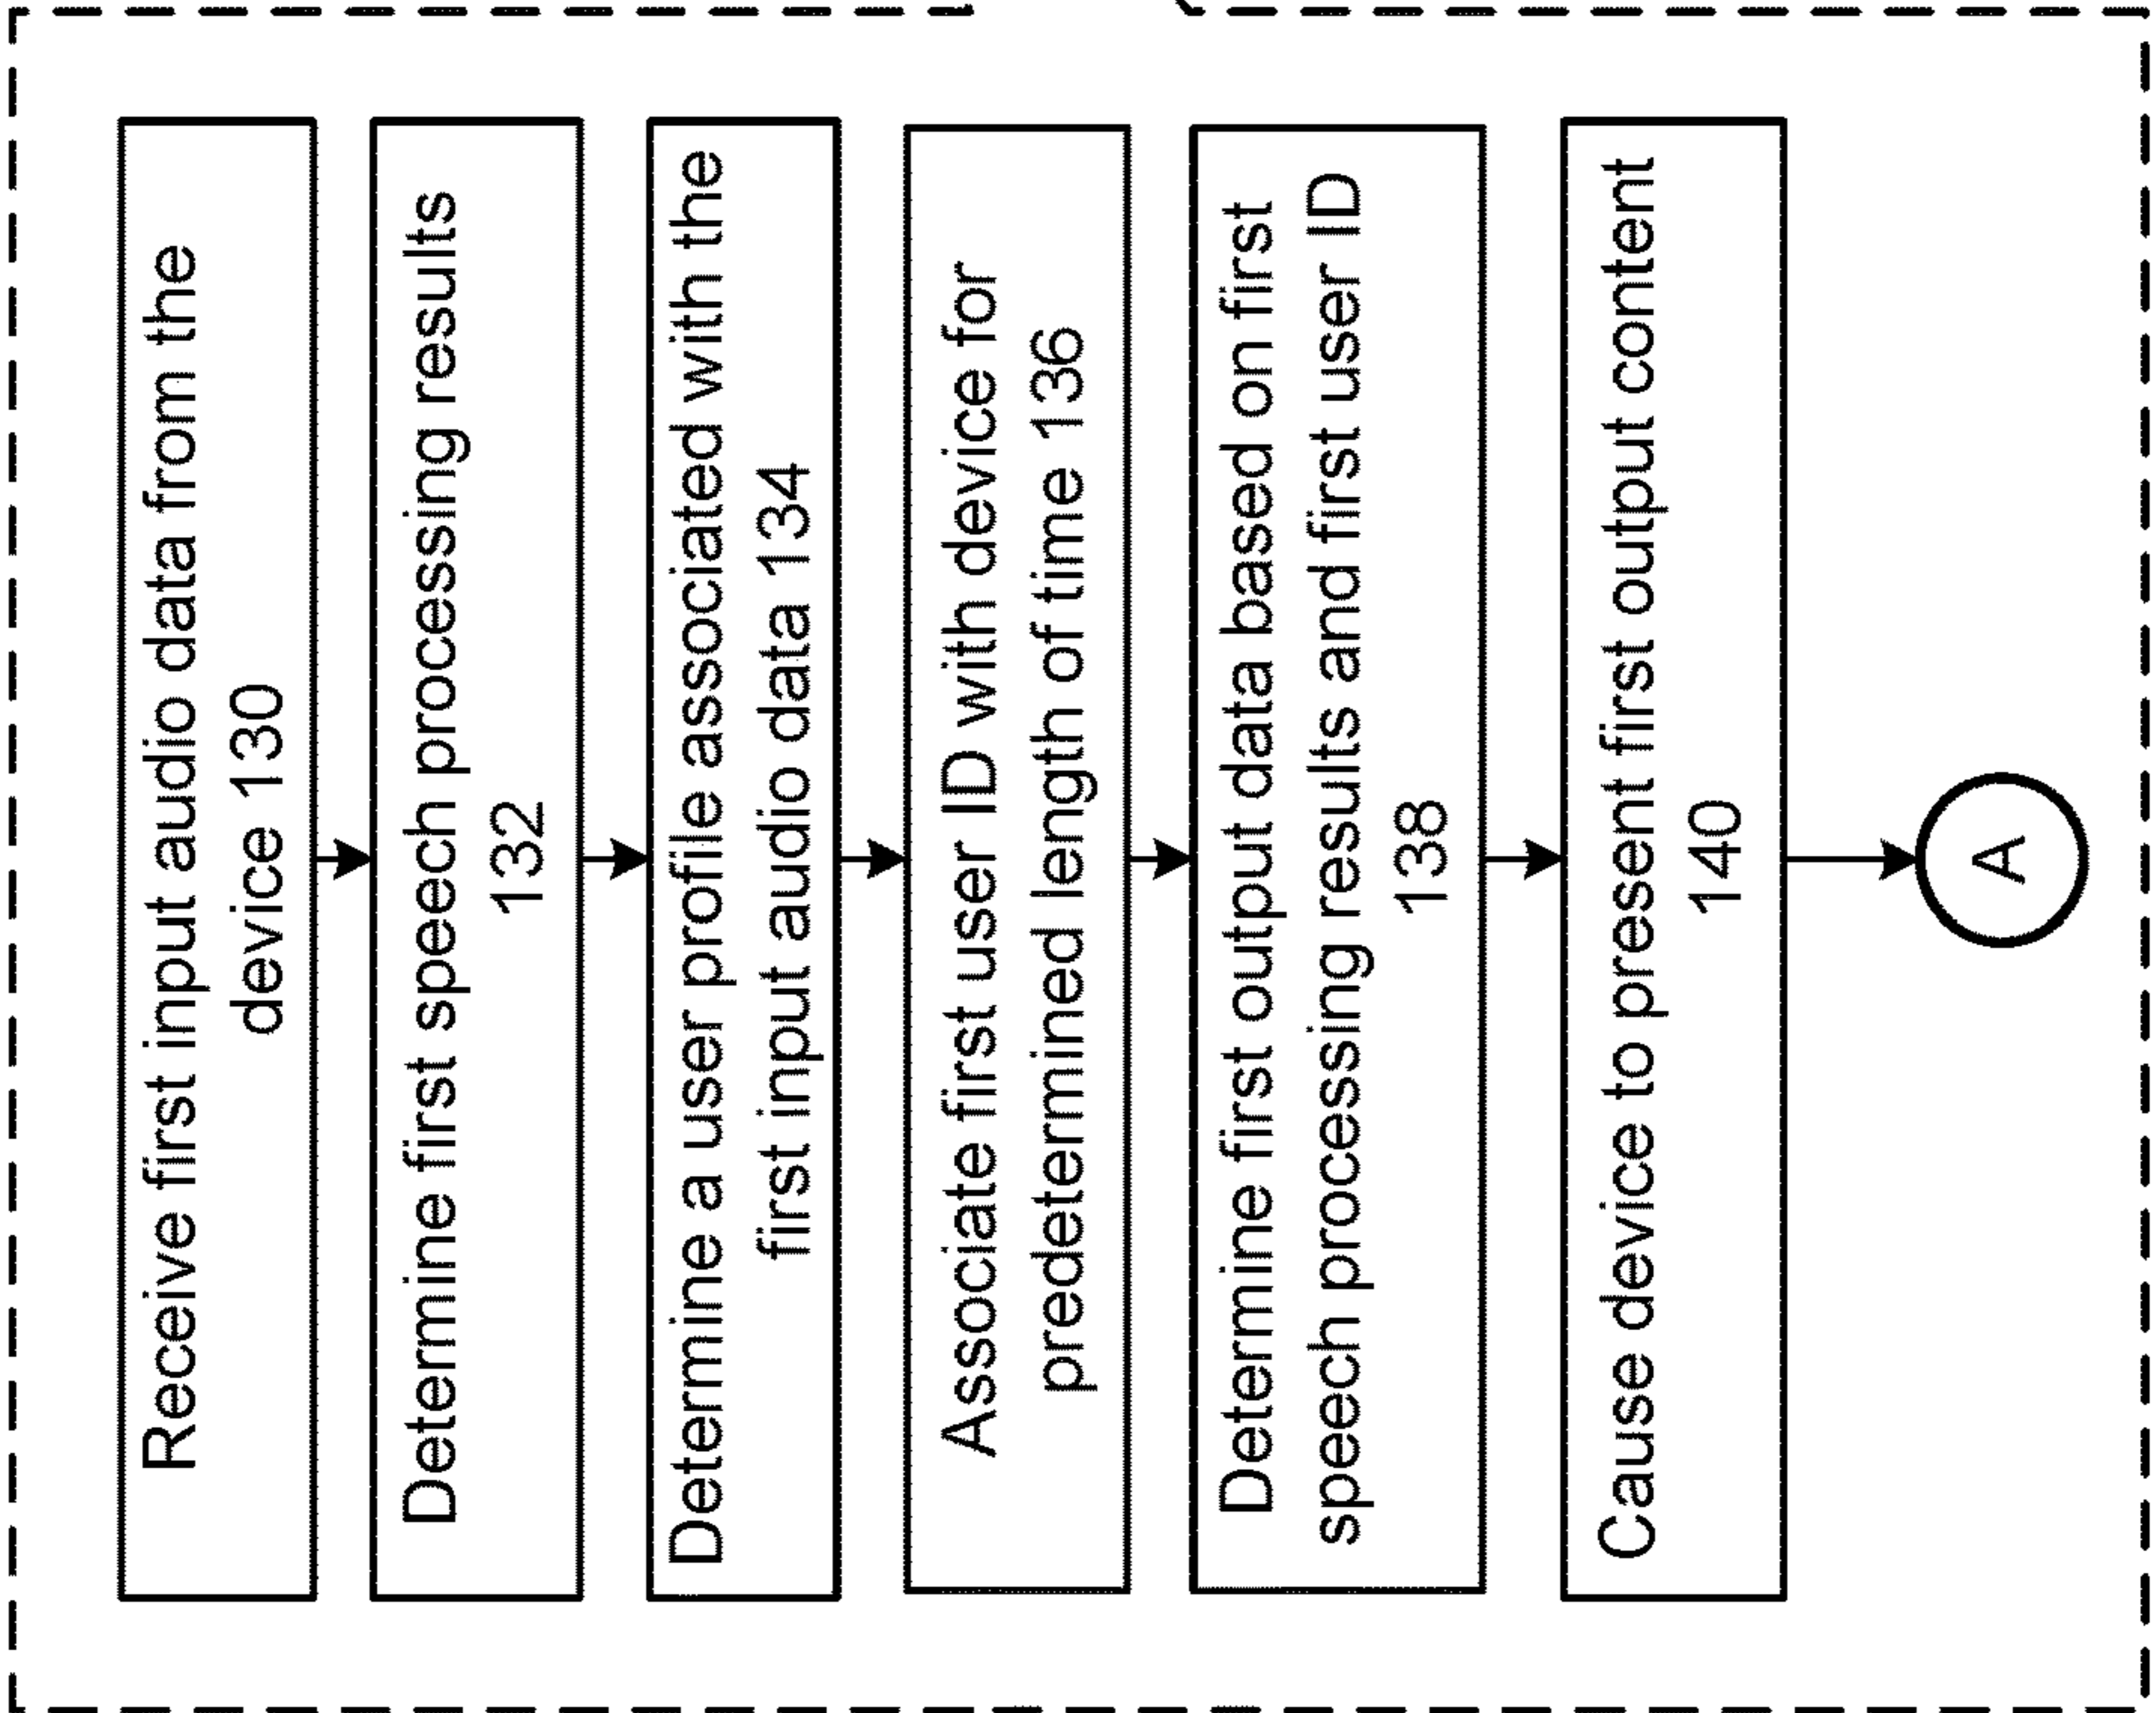 Receive first input audio data from the
device 130
Determine first speech processing results
132
Determine a user profile associated with the
first input audio data 134
Associate first user ID with device for
predetermined length of time 136
Determine first output data based on first
speech processing results and first user ID
138
Cause device to present first output content
140
A